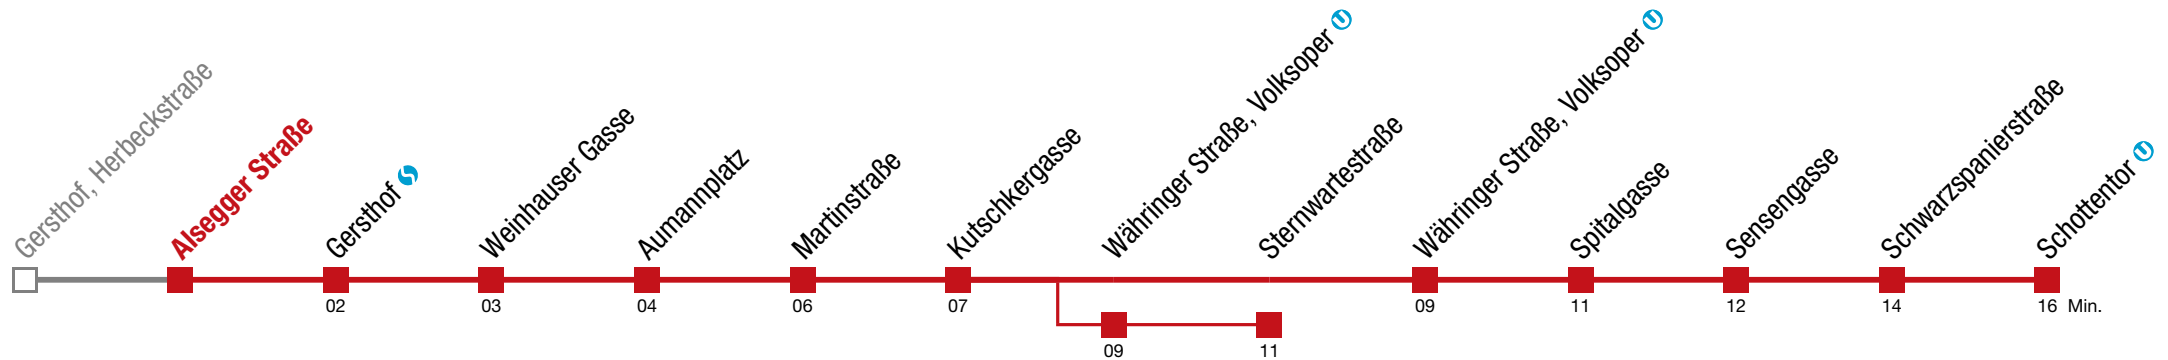 Gersthof, Herbeckstraße
Alsegger Straße
Gersthof
Weinhauser Gasse
Aumannplatz
Martinstraße
Kutschkergasse
Währinger Straße, Volksoper
Sternwartestraße
Währinger Straße, Volksoper
Spitalgasse
Sensengasse
Schwarzspanierstraße
Schottentor
02 03 04 06 07 09 11 12 14 16 Min.
09 11